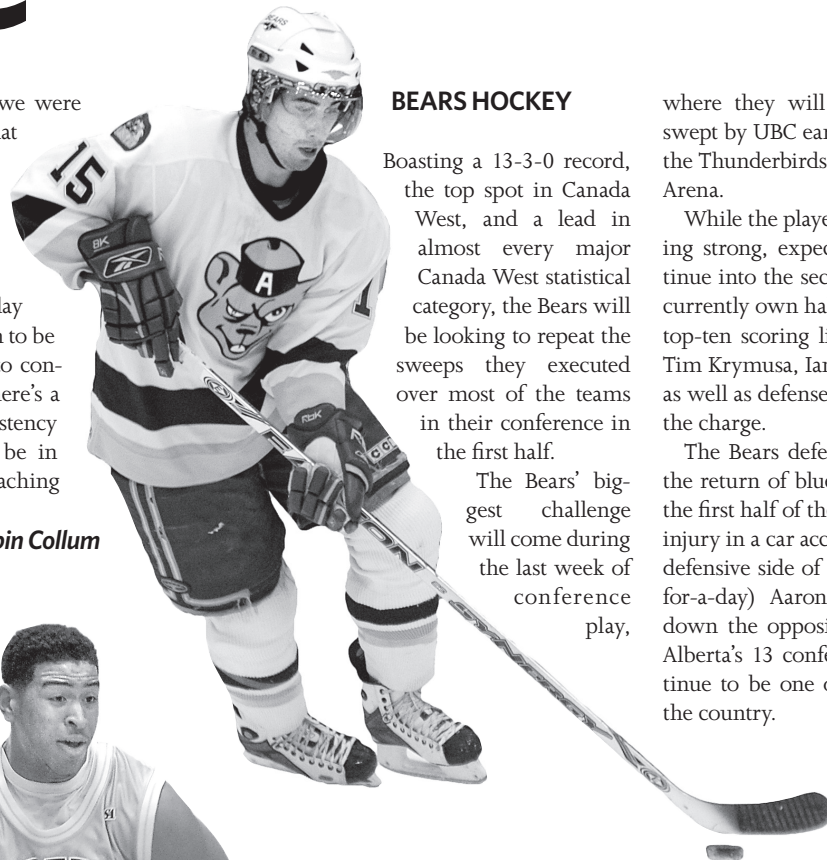 we were
at
lay
n to be
o con-
ere's a
stency
be in
aching
bin Collum
BEARS
15
BK
A
1
RBK
CCM
BEARS HOCKEY
Boasting a 13-3-0 record,
the top spot in Canada
West, and a lead in
almost every major
Canada West statistical
category, the Bears will
be looking to repeat the
sweeps they executed
over most of the teams
in their conference in
the first half.
The Bears' big-
gest challenge
will come during
the last week of
conference
play,
where they will
swept by UBC ear
the Thunderbirds
Arena.
While the playe
ing strong, expec
tinue into the sec
currently own ha
top-ten scoring li
Tim Krymusa, Ian
as well as defense
the charge.
The Bears defe
the return of blue
the first half of the
injury in a car acc
defensive side of
for-a-day) Aaron
down the opposi
Alberta's 13 confe
tinue to be one o
the country.